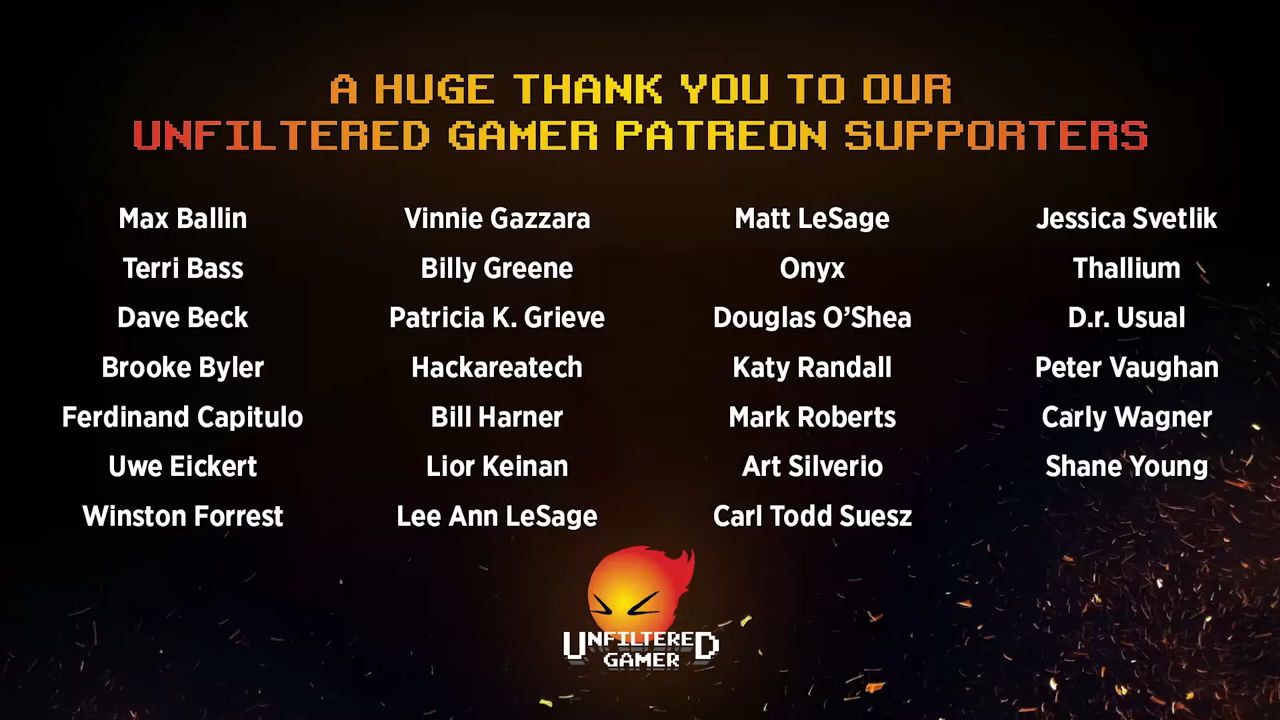 A HUGE THANK YOU TO OUR
UNFILTERED GAMER PATREON SUPPORTERS
Max Ballin
Terri Bass
Dave Beck
Brooke Byler
Ferdinand Capitulo
Uwe Eickert
Winston Forrest
Vinnie Gazzara
Billy Greene
Patricia K. Grieve
Hackareatech
Bill Harner
Lior Keinan
Lee Ann LeSage
Matt LeSage
Onyx
Douglas O’Shea
Katy Randall
Mark Roberts
Art Silverio
Carl Todd Suesz
Jessica Svetlik
Thallium
D.r. Usual
Peter Vaughan
Carly Wagner
Shane Young
UNFILTERED
GAMER